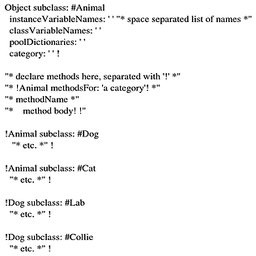 Object subclass: #Animal
instanceVariableNames: ' ' "* space separated list of names *"
classVariableNames: ' '
poolDictionaries: ' '
category: ' ' !
"* declare methods here, separated with '!' *"
"* !Animal methodsFor: 'a category'! *"
"* methodName *"
"* method body! !"
!Animal subclass: #Dog
"* etc. *" !
!Animal subclass: #Cat
"* etc. *" !
!Dog subclass: #Lab
"* etc. *" !
!Dog subclass: #Collie
"* etc. *" !